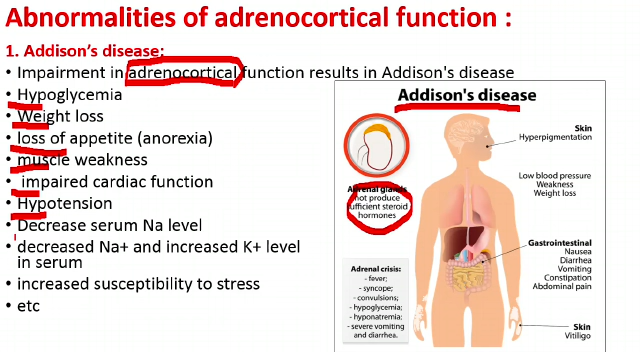 Abnormalities of adrenocortical function :
1. Addison's disease:
• Impairment in adrenocortical function results in Addison's disease
• Hypoglycemia
• Weight loss
• loss of appetite (anorexia)
• muscle weakness
• impaired cardiac function
• Hypotension
• Decrease serum Na level
• decreased Na+ and increased K+ level
in serum
• increased susceptibility to stress
• etc
Addison's disease
Adrenal glands
not produce
sufficient steroid
hormones
Adrenal crisis:
- fever;
- syncope;
- convulsions;
- hypoglycemia;
- hyponatremia;
- severe vomiting
and diarrhea.
Skin
Hyperpigmentation
Low blood pressure
Weakness
Weight loss
Gastrointestinal
Nausea
Diarrhea
Vomiting
Constipation
Abdominal pain
Skin
Vitiligo